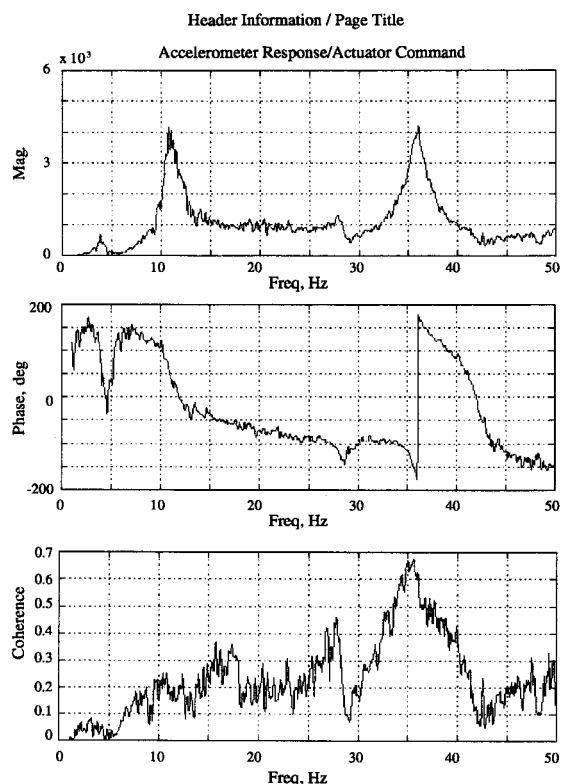 Header Information / Page Title
Accelerometer Response/Actuator Command
x 10³
6
3
0
Mag.
0 10 20 30 40 50
Freq, Hz
200
0
-200
Phase, deg
0 10 20 30 40 50
Freq, Hz
0.7
0.6
0.5
0.4
0.3
0.2
0.1
0
Coherence
0 10 20 30 40 50
Freq, Hz